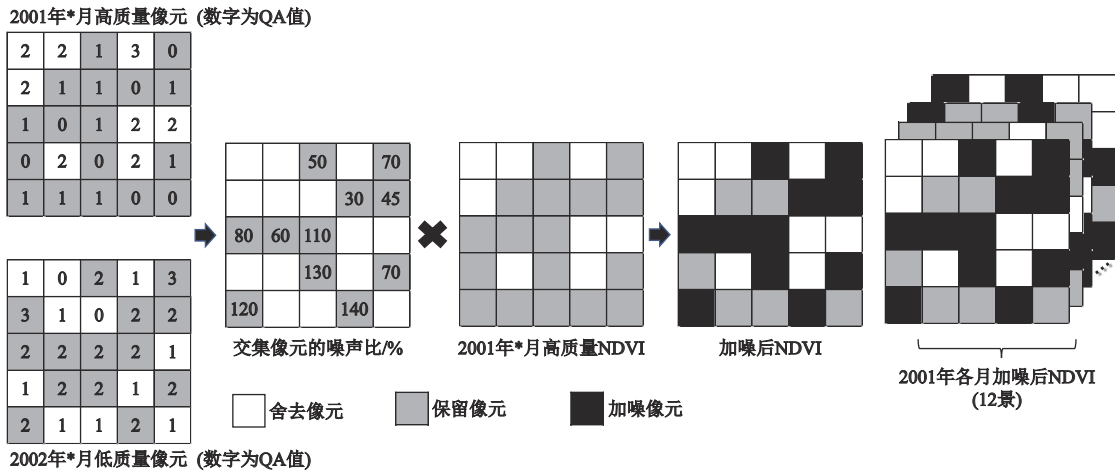 2001年*月高质量像元 (数字为QA值)
2 2 1 3 0
2 1 1 0 1
1 0 1 2 2
0 2 0 2 1
1 1 1 0 0
1 0 2 1 3
3 1 0 2 2
2 2 2 2 1
1 2 2 1 2
2 1 1 2 1
2002年*月低质量像元 (数字为QA值)
50 70
30 45
80 60 110
130 70
120 140
交集像元的噪声比/%
2001年*月高质量NDVI
加噪后NDVI
2001年各月加噪后NDVI
(12景)
舍去像元
保留像元
加噪像元